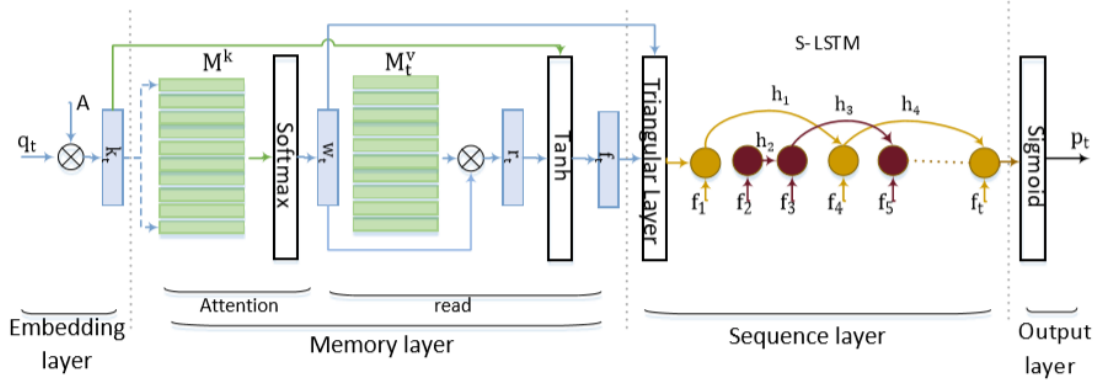 S-LSTM
A
q_t
k_t
M^k
Softmax
w_t
M_t^v
r_t
Tanh
f_t
Triangular Layer
h_1
h_2
h_3
h_4
f_1
f_2
f_3
f_4
f_5
f_t
Sigmoid
p_t
Attention
read
Embedding
layer
Memory layer
Sequence layer
Output
layer